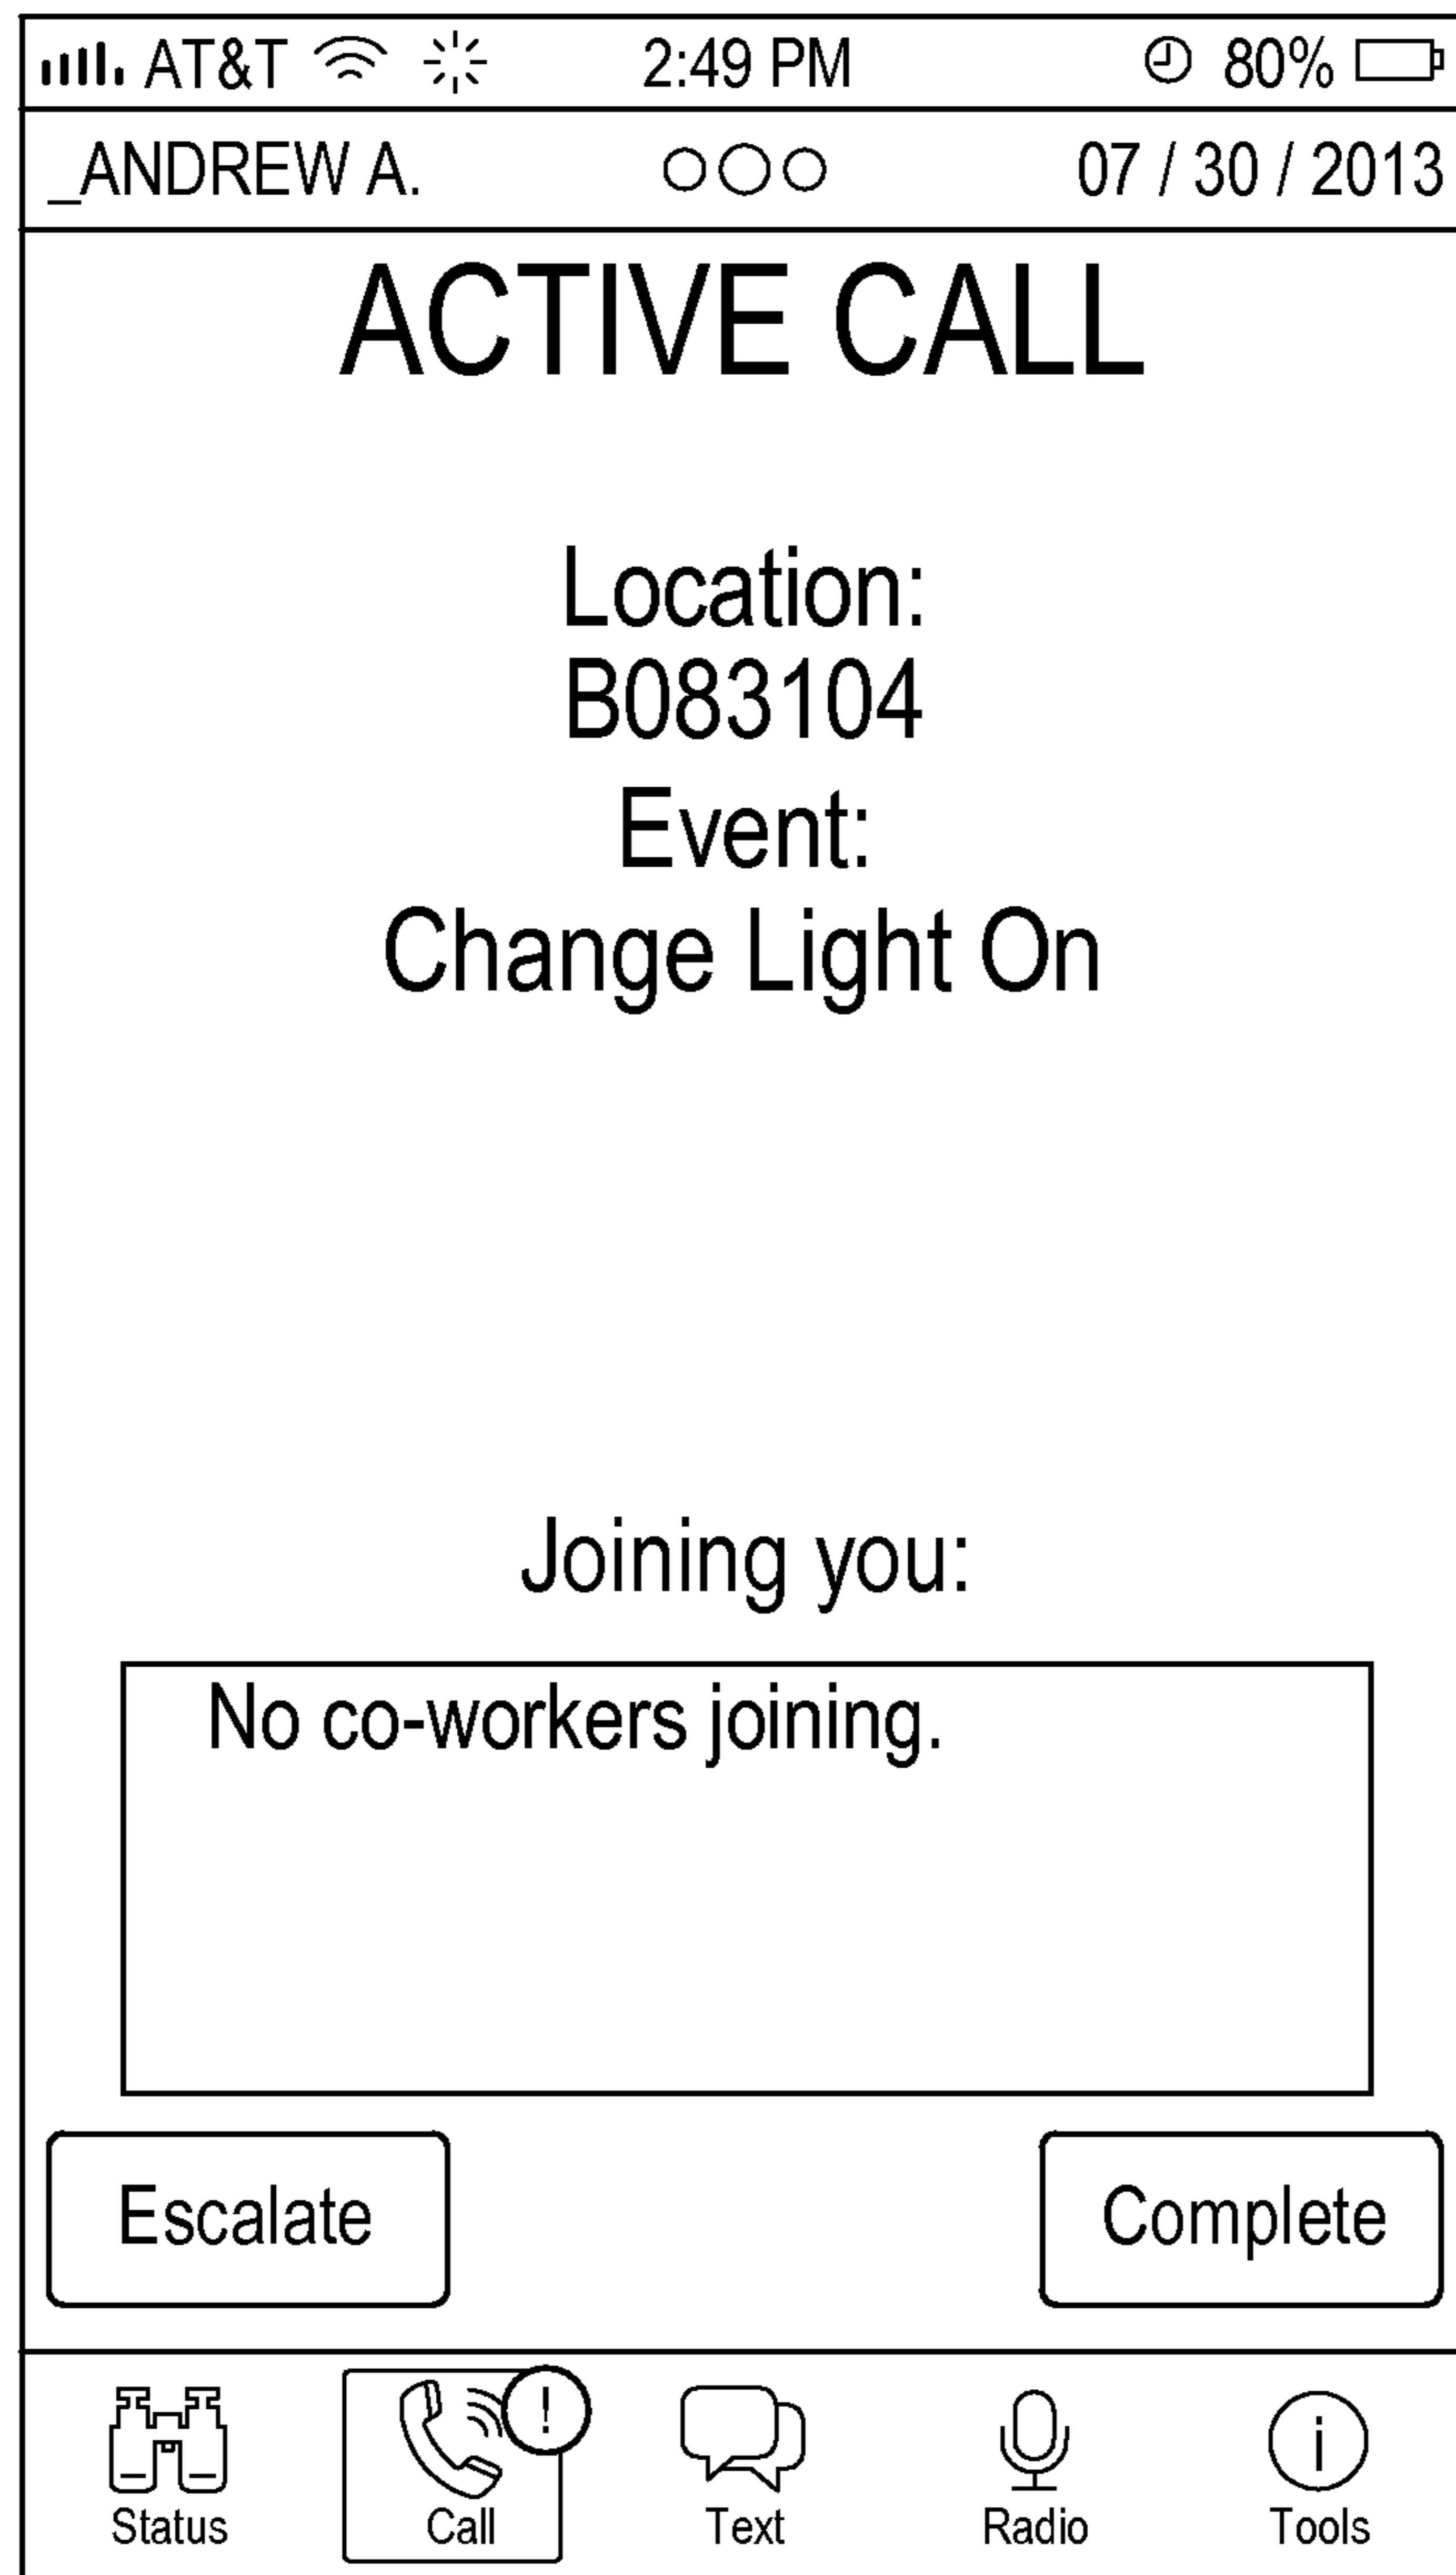 AT&T 2:49 PM 80%
_ANDREW A. 07 / 30 / 2013
ACTIVE CALL
Location:
B083104
Event:
Change Light On
Joining you:
No co-workers joining.
Escalate Complete
!
i
Status Call Text Radio Tools